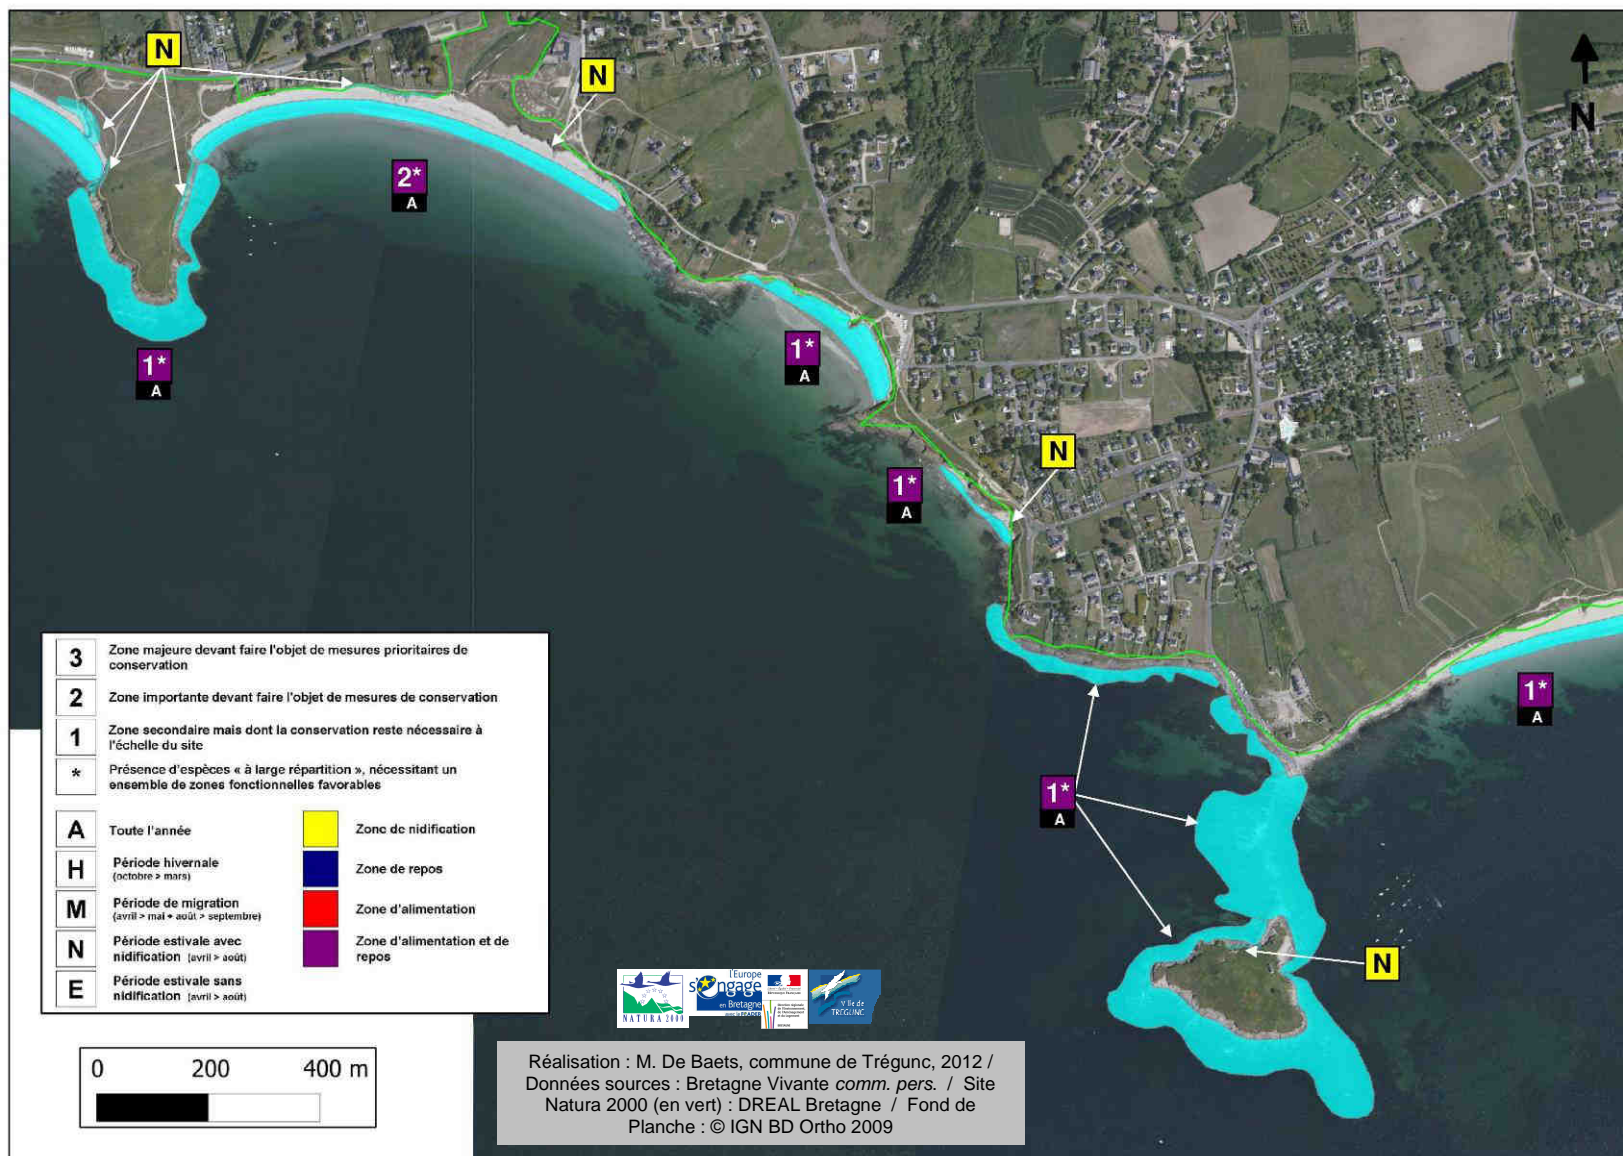 N
N
N
2*
A
1*
A
1*
A
N
1*
A
1*
A
1*
A
N
3 Zone majeure devant faire l'objet de mesures prioritaires de
conservation
2 Zone importante devant faire l'objet de mesures de conservation
1 Zone secondaire mais dont la conservation reste nécessaire à
l'échelle du site
* Présence d'espèces « à large répartition », nécessitant un
ensemble de zones fonctionnelles favorables
A Toute l'année
Zone de nidification
H Période hivernale
(octobre > mars)
Zone de repos
M Période de migration
(avril > mai + août > septembre)
Zone d'alimentation
N Période estivale avec
nidification (avril > août)
Zone d'alimentation et de
repos
E Période estivale sans
nidification (avril > août)
NATURA 2000
l'Europe
s'engage
en Bretagne
avec le FEADER
Ville de
TREGUNC
0 200 400 m
Réalisation : M. De Baets, commune de Trégunc, 2012 /
Données sources : Bretagne Vivante comm. pers. / Site
Natura 2000 (en vert) : DREAL Bretagne / Fond de
Planche : © IGN BD Ortho 2009